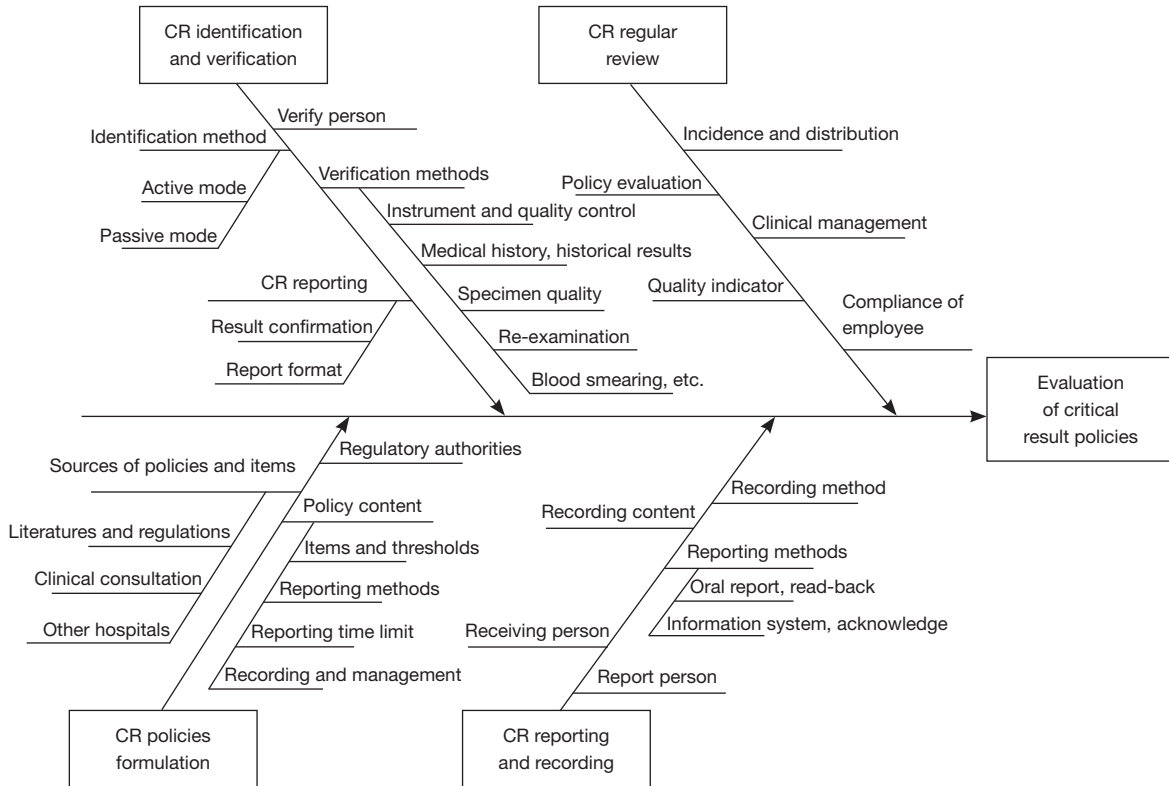 CR identification
and verification
CR regular
review
Verify person
Identification method
Verification methods
Active mode
Instrument and quality control
Passive mode
Medical history, historical results
CR reporting
Specimen quality
Result confirmation
Re-examination
Report format
Blood smearing, etc.
Incidence and distribution
Policy evaluation
Clinical management
Quality indicator
Compliance of
employee
Evaluation
of critical
result policies
Regulatory authorities
Sources of policies and items
Policy content
Literatures and regulations
Items and thresholds
Clinical consultation
Reporting methods
Other hospitals
Reporting time limit
Recording and management
CR policies
formulation
Recording method
Recording content
Reporting methods
Oral report, read-back
Receiving person
Information system, acknowledge
Report person
CR reporting
and recording